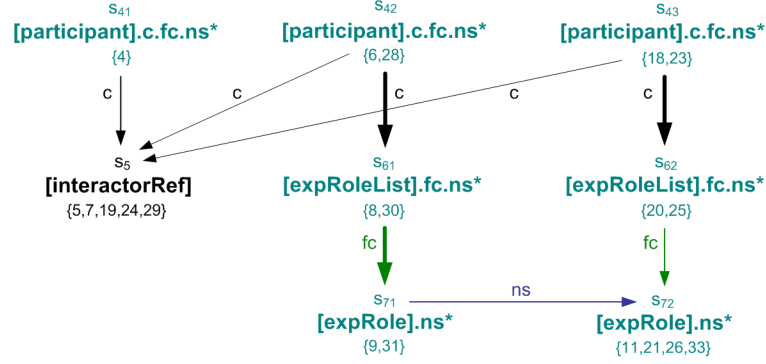 s41 s42 s43
[participant].c.fc.ns* [participant].c.fc.ns* [participant].c.fc.ns*
{4} {6,28} {18,23}
c c c c c
s5 s61 s62
[interactorRef] [expRoleList].fc.ns* [expRoleList].fc.ns*
{5,7,19,24,29} {8,30} {20,25}
fc fc
ns
s71 s72
[expRole].ns* [expRole].ns*
{9,31} {11,21,26,33}